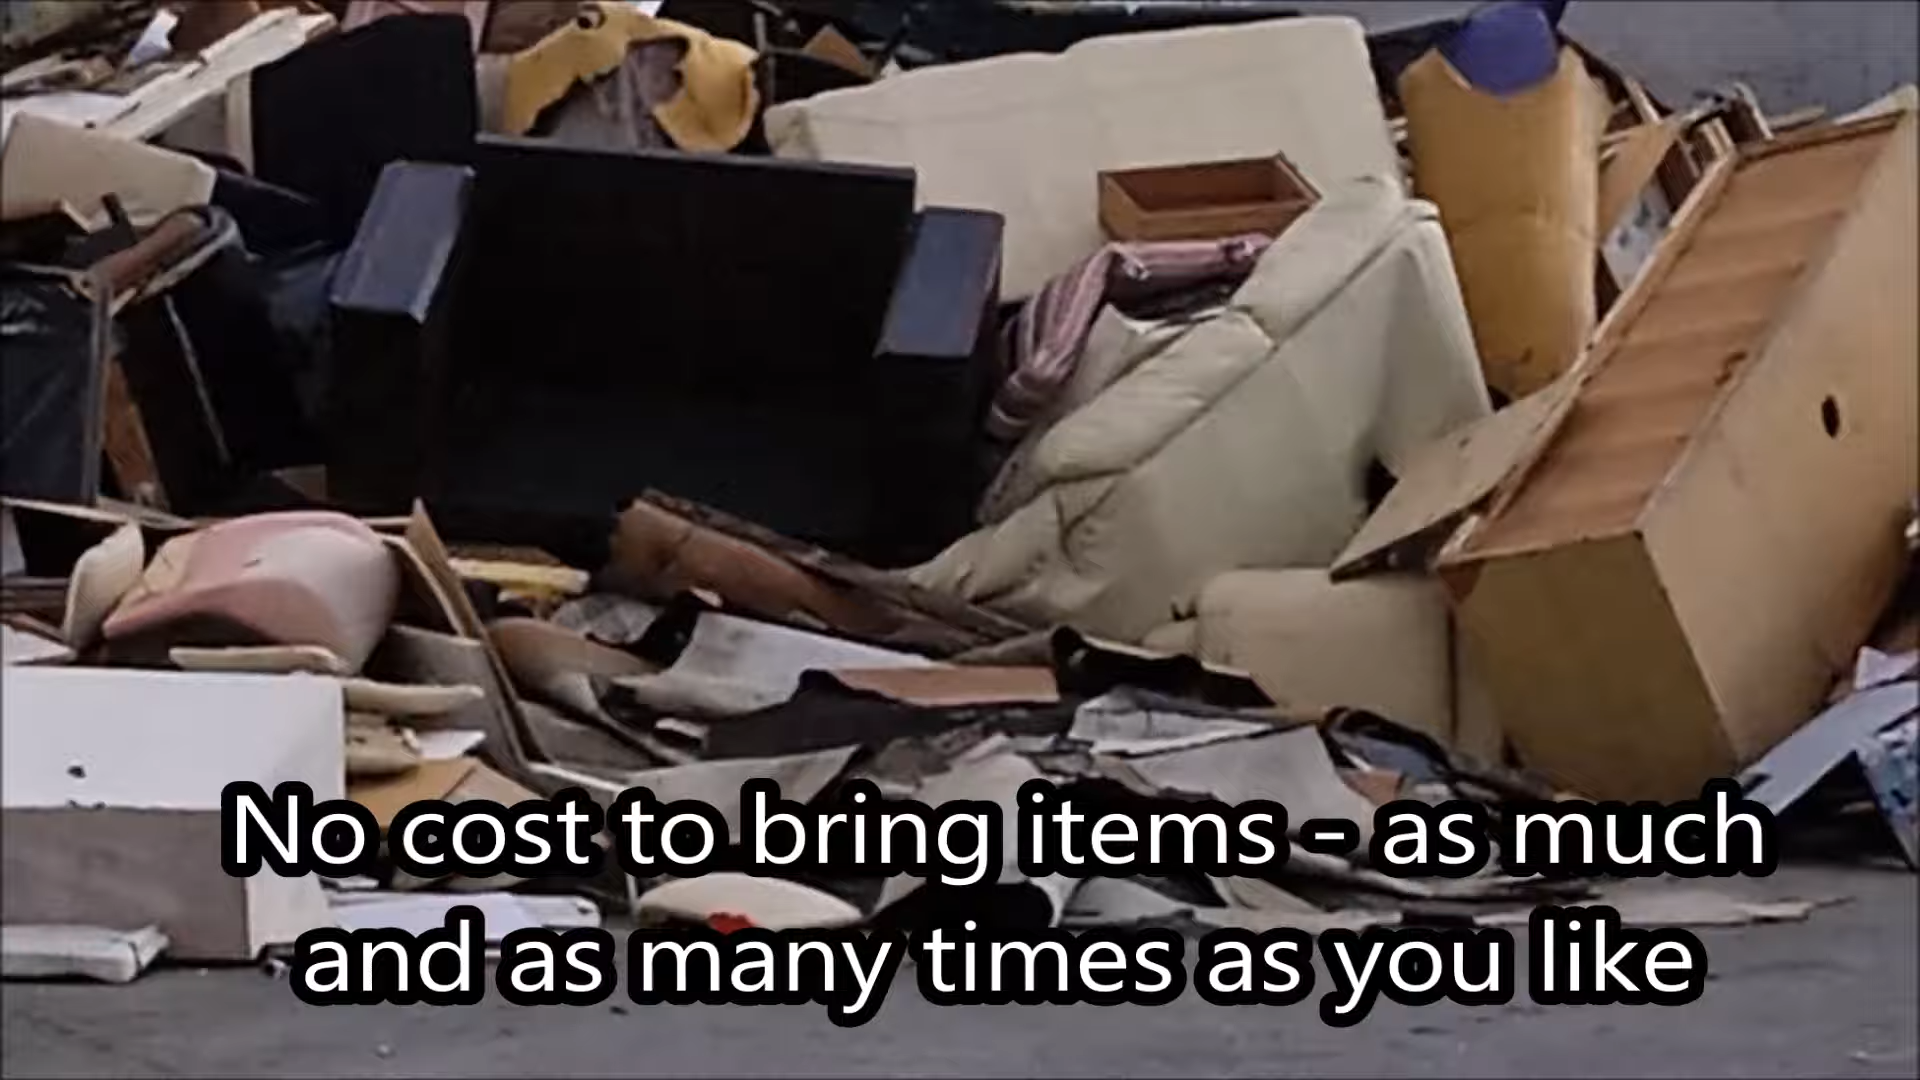 No cost to bring items - as much
and as many times as you like